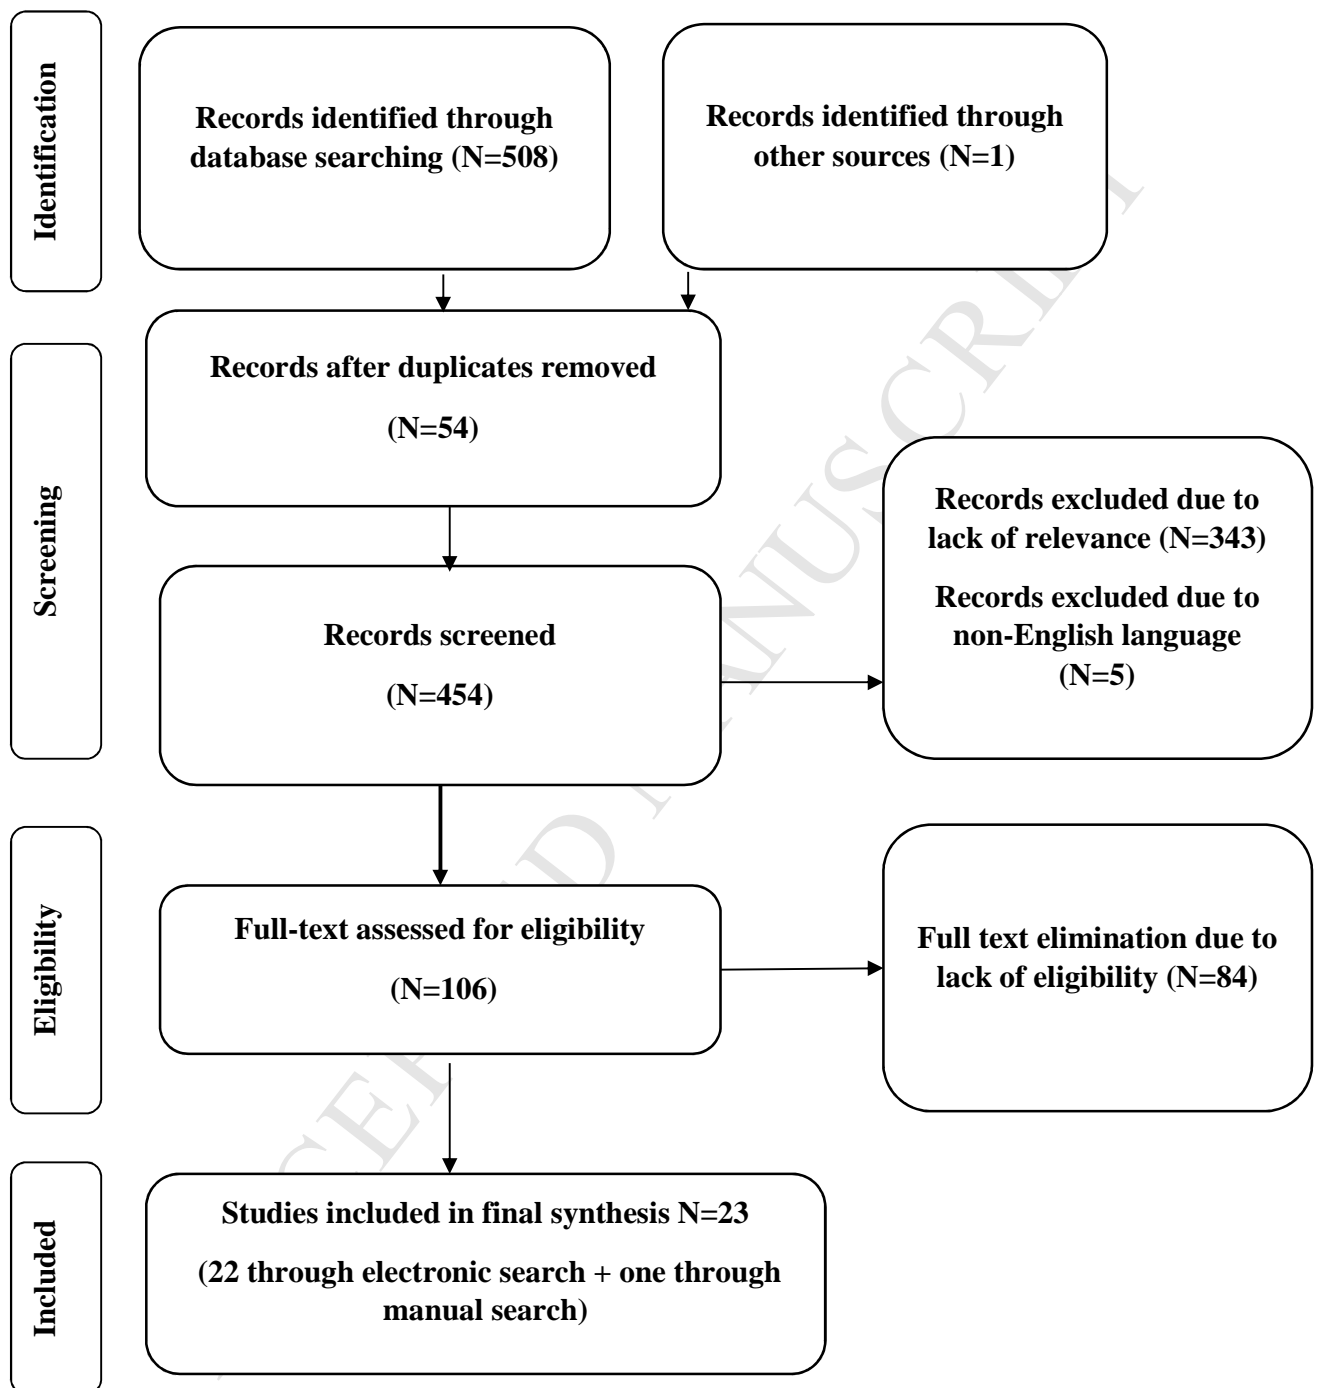 Identification
Records identified through
database searching (N=508)
Records identified through
other sources (N=1)
Screening
Records after duplicates removed
(N=54)
Records screened
(N=454)
Records excluded due to
lack of relevance (N=343)
Records excluded due to
non-English language
(N=5)
Eligibility
Full-text assessed for eligibility
(N=106)
Full text elimination due to
lack of eligibility (N=84)
Included
Studies included in final synthesis N=23
(22 through electronic search + one through
manual search)